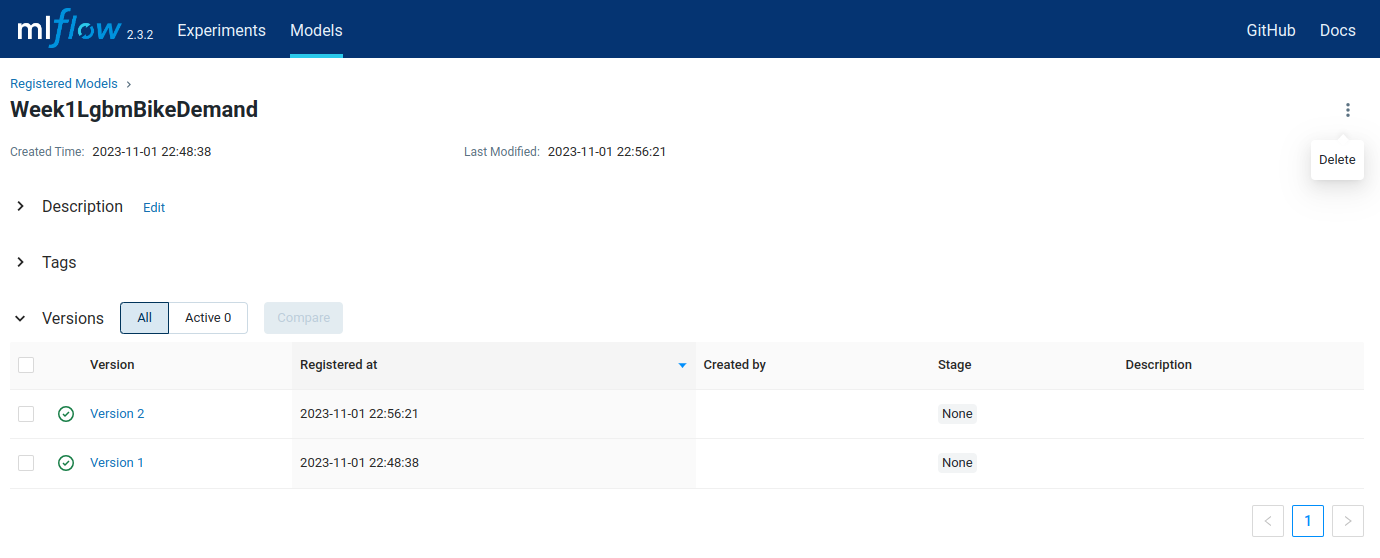 mlflow 2.3.2 Experiments Models GitHub Docs
Registered Models >
Week1LgbmBikeDemand
Created Time: 2023-11-01 22:48:38 Last Modified: 2023-11-01 22:56:21
Delete
Description Edit
Tags
Versions All Active 0 Compare
Version Registered at Created by Stage Description
Version 2 2023-11-01 22:56:21 None
Version 1 2023-11-01 22:48:38 None
< 1 >